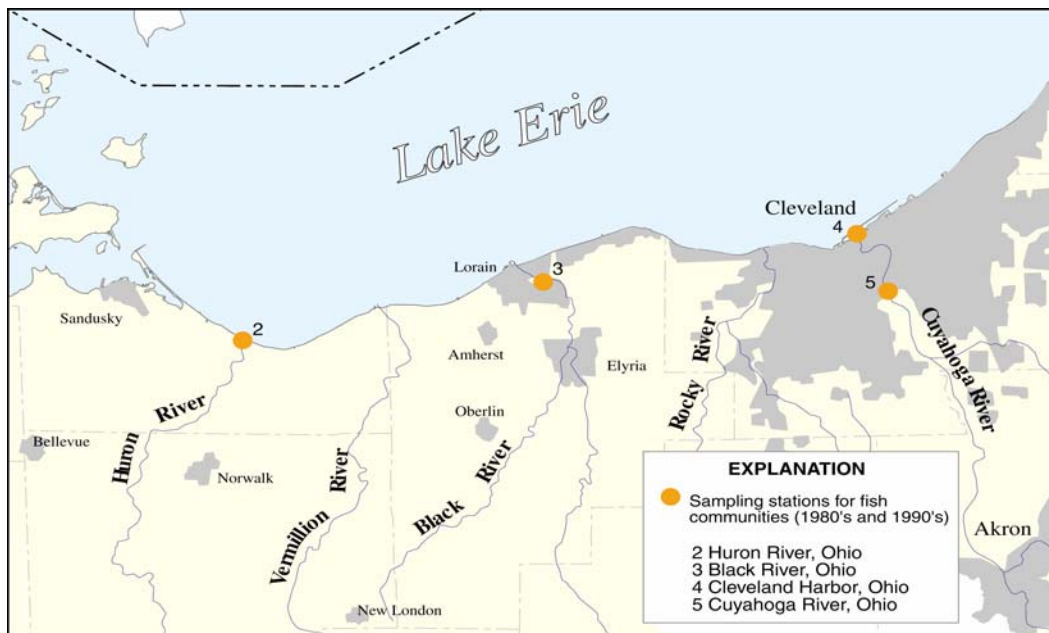 Lake Erie
Cleveland
4
3
Lorain
5
Sandusky
2
Cuyahoga River
Amherst
Elyria
Rocky River
Huron River
Oberlin
Bellevue
Norwalk
Vermillion River
Black River
New London
Akron
EXPLANATION
Sampling stations for fish
communities (1980's and 1990's)
2 Huron River, Ohio
3 Black River, Ohio
4 Cleveland Harbor, Ohio
5 Cuyahoga River, Ohio